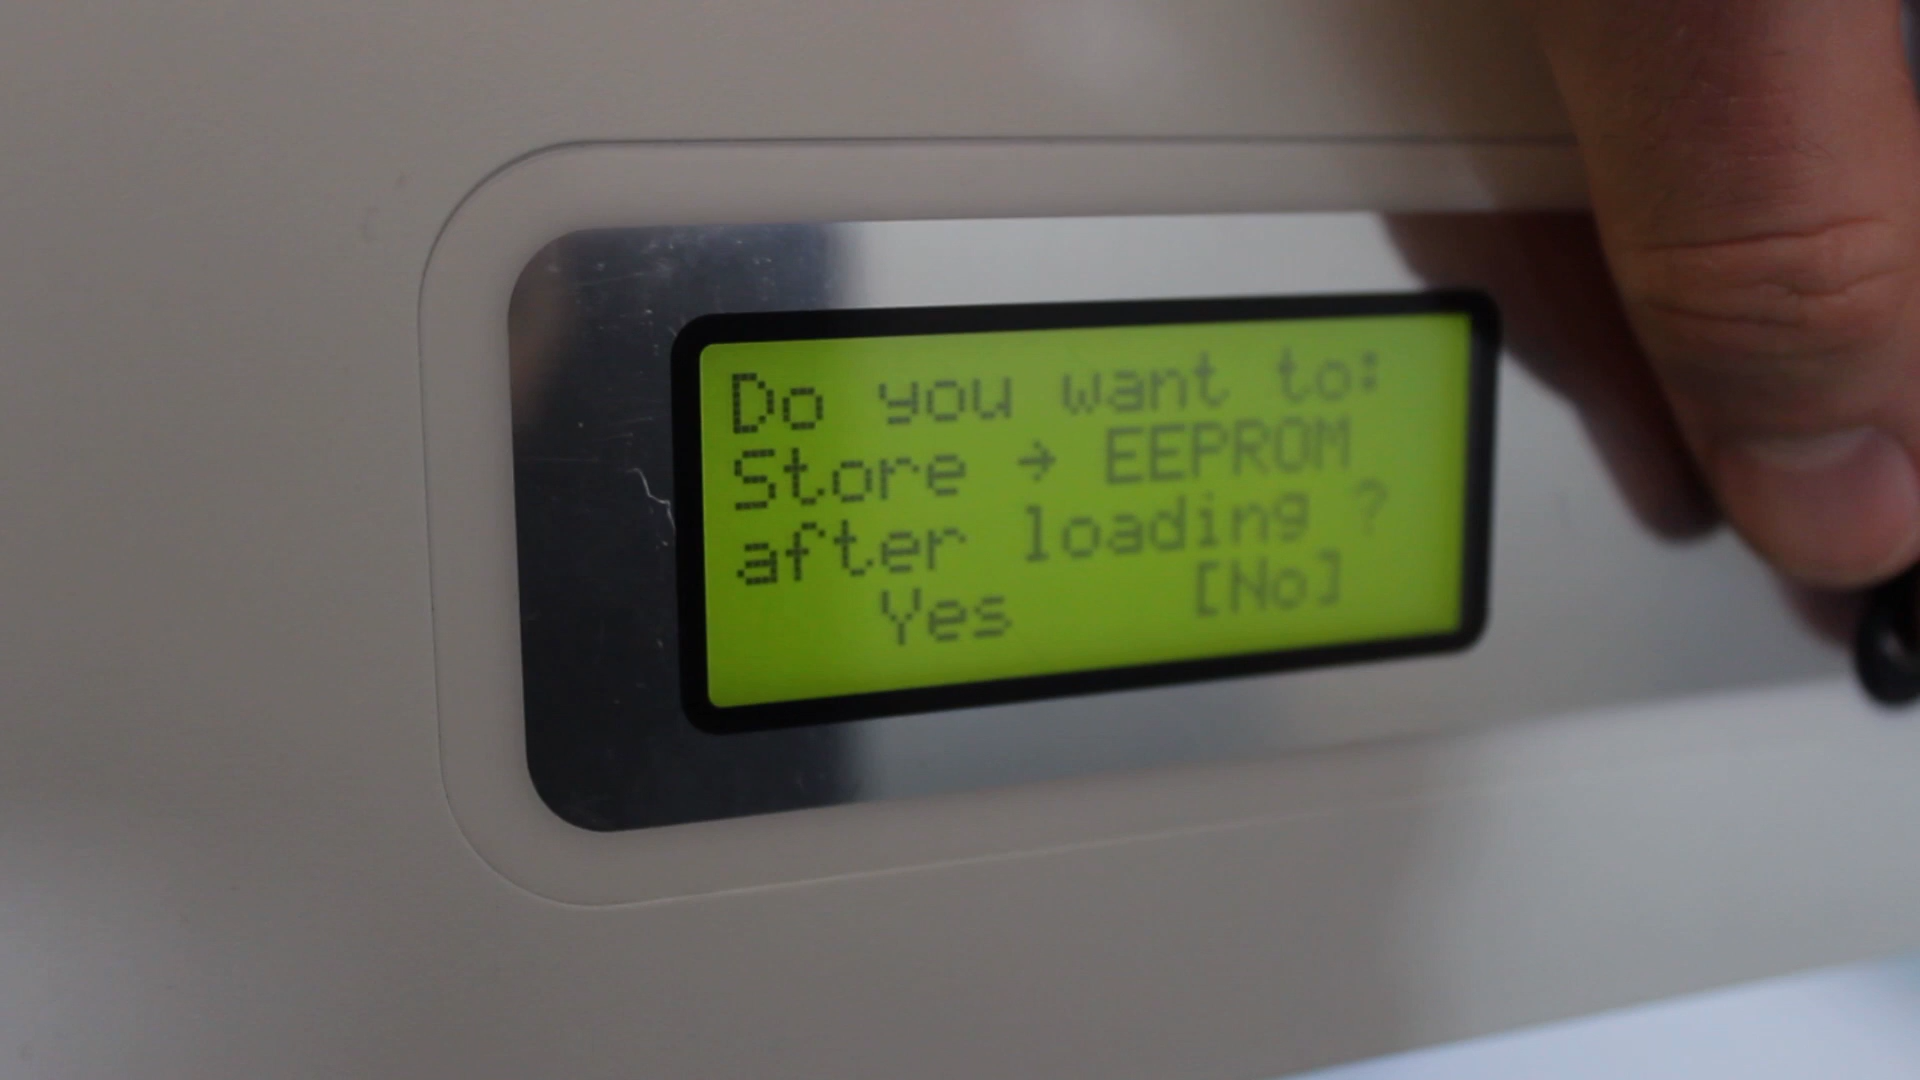 Do you want to:
Store → EEPROM
after loading ?
Yes [No]